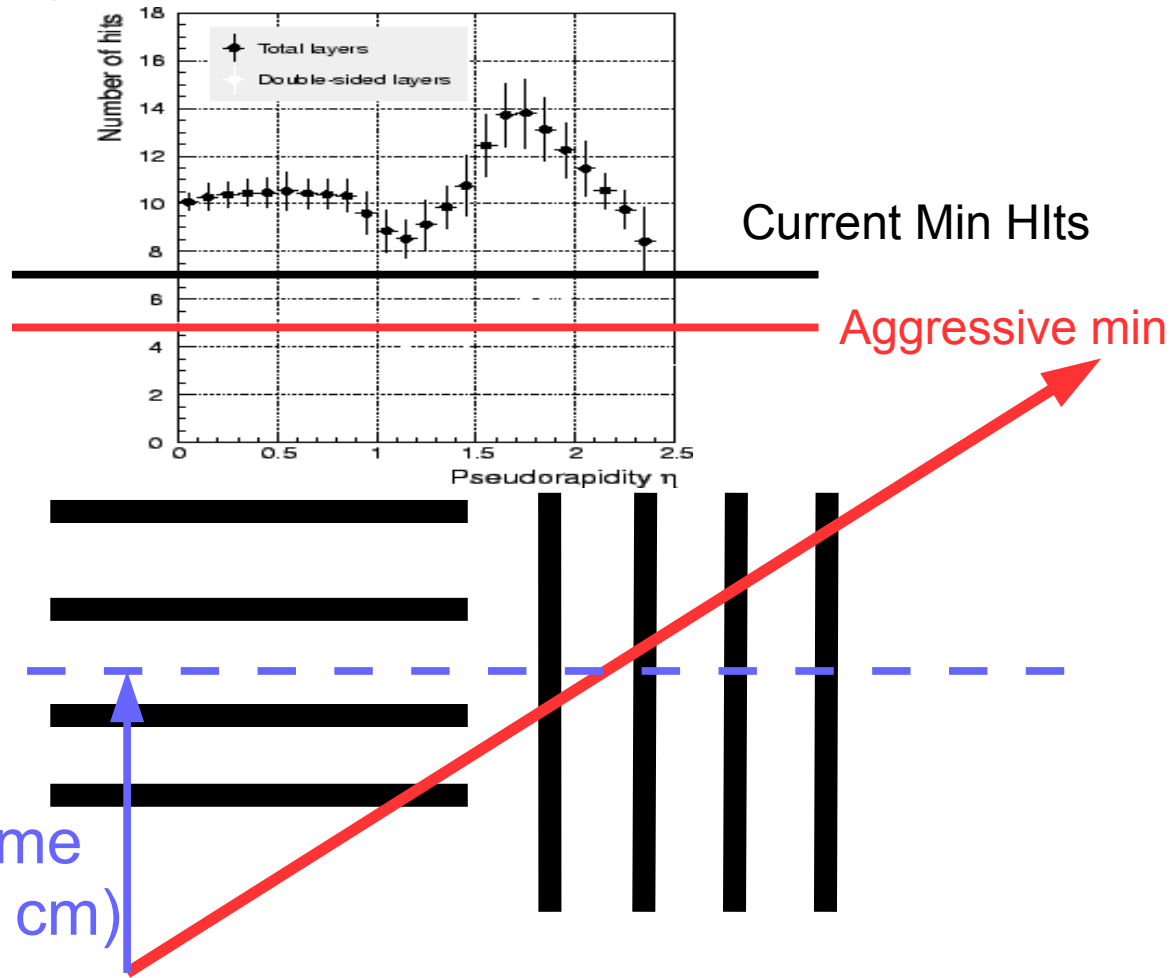 Number of hits
18
16
14
12
10
8
6
4
2
0
Total layers
Double-sided layers
0 0.5 1 1.5 2 2.5
Pseudorapidity η
Current Min HIts
Aggressive min
me
cm)